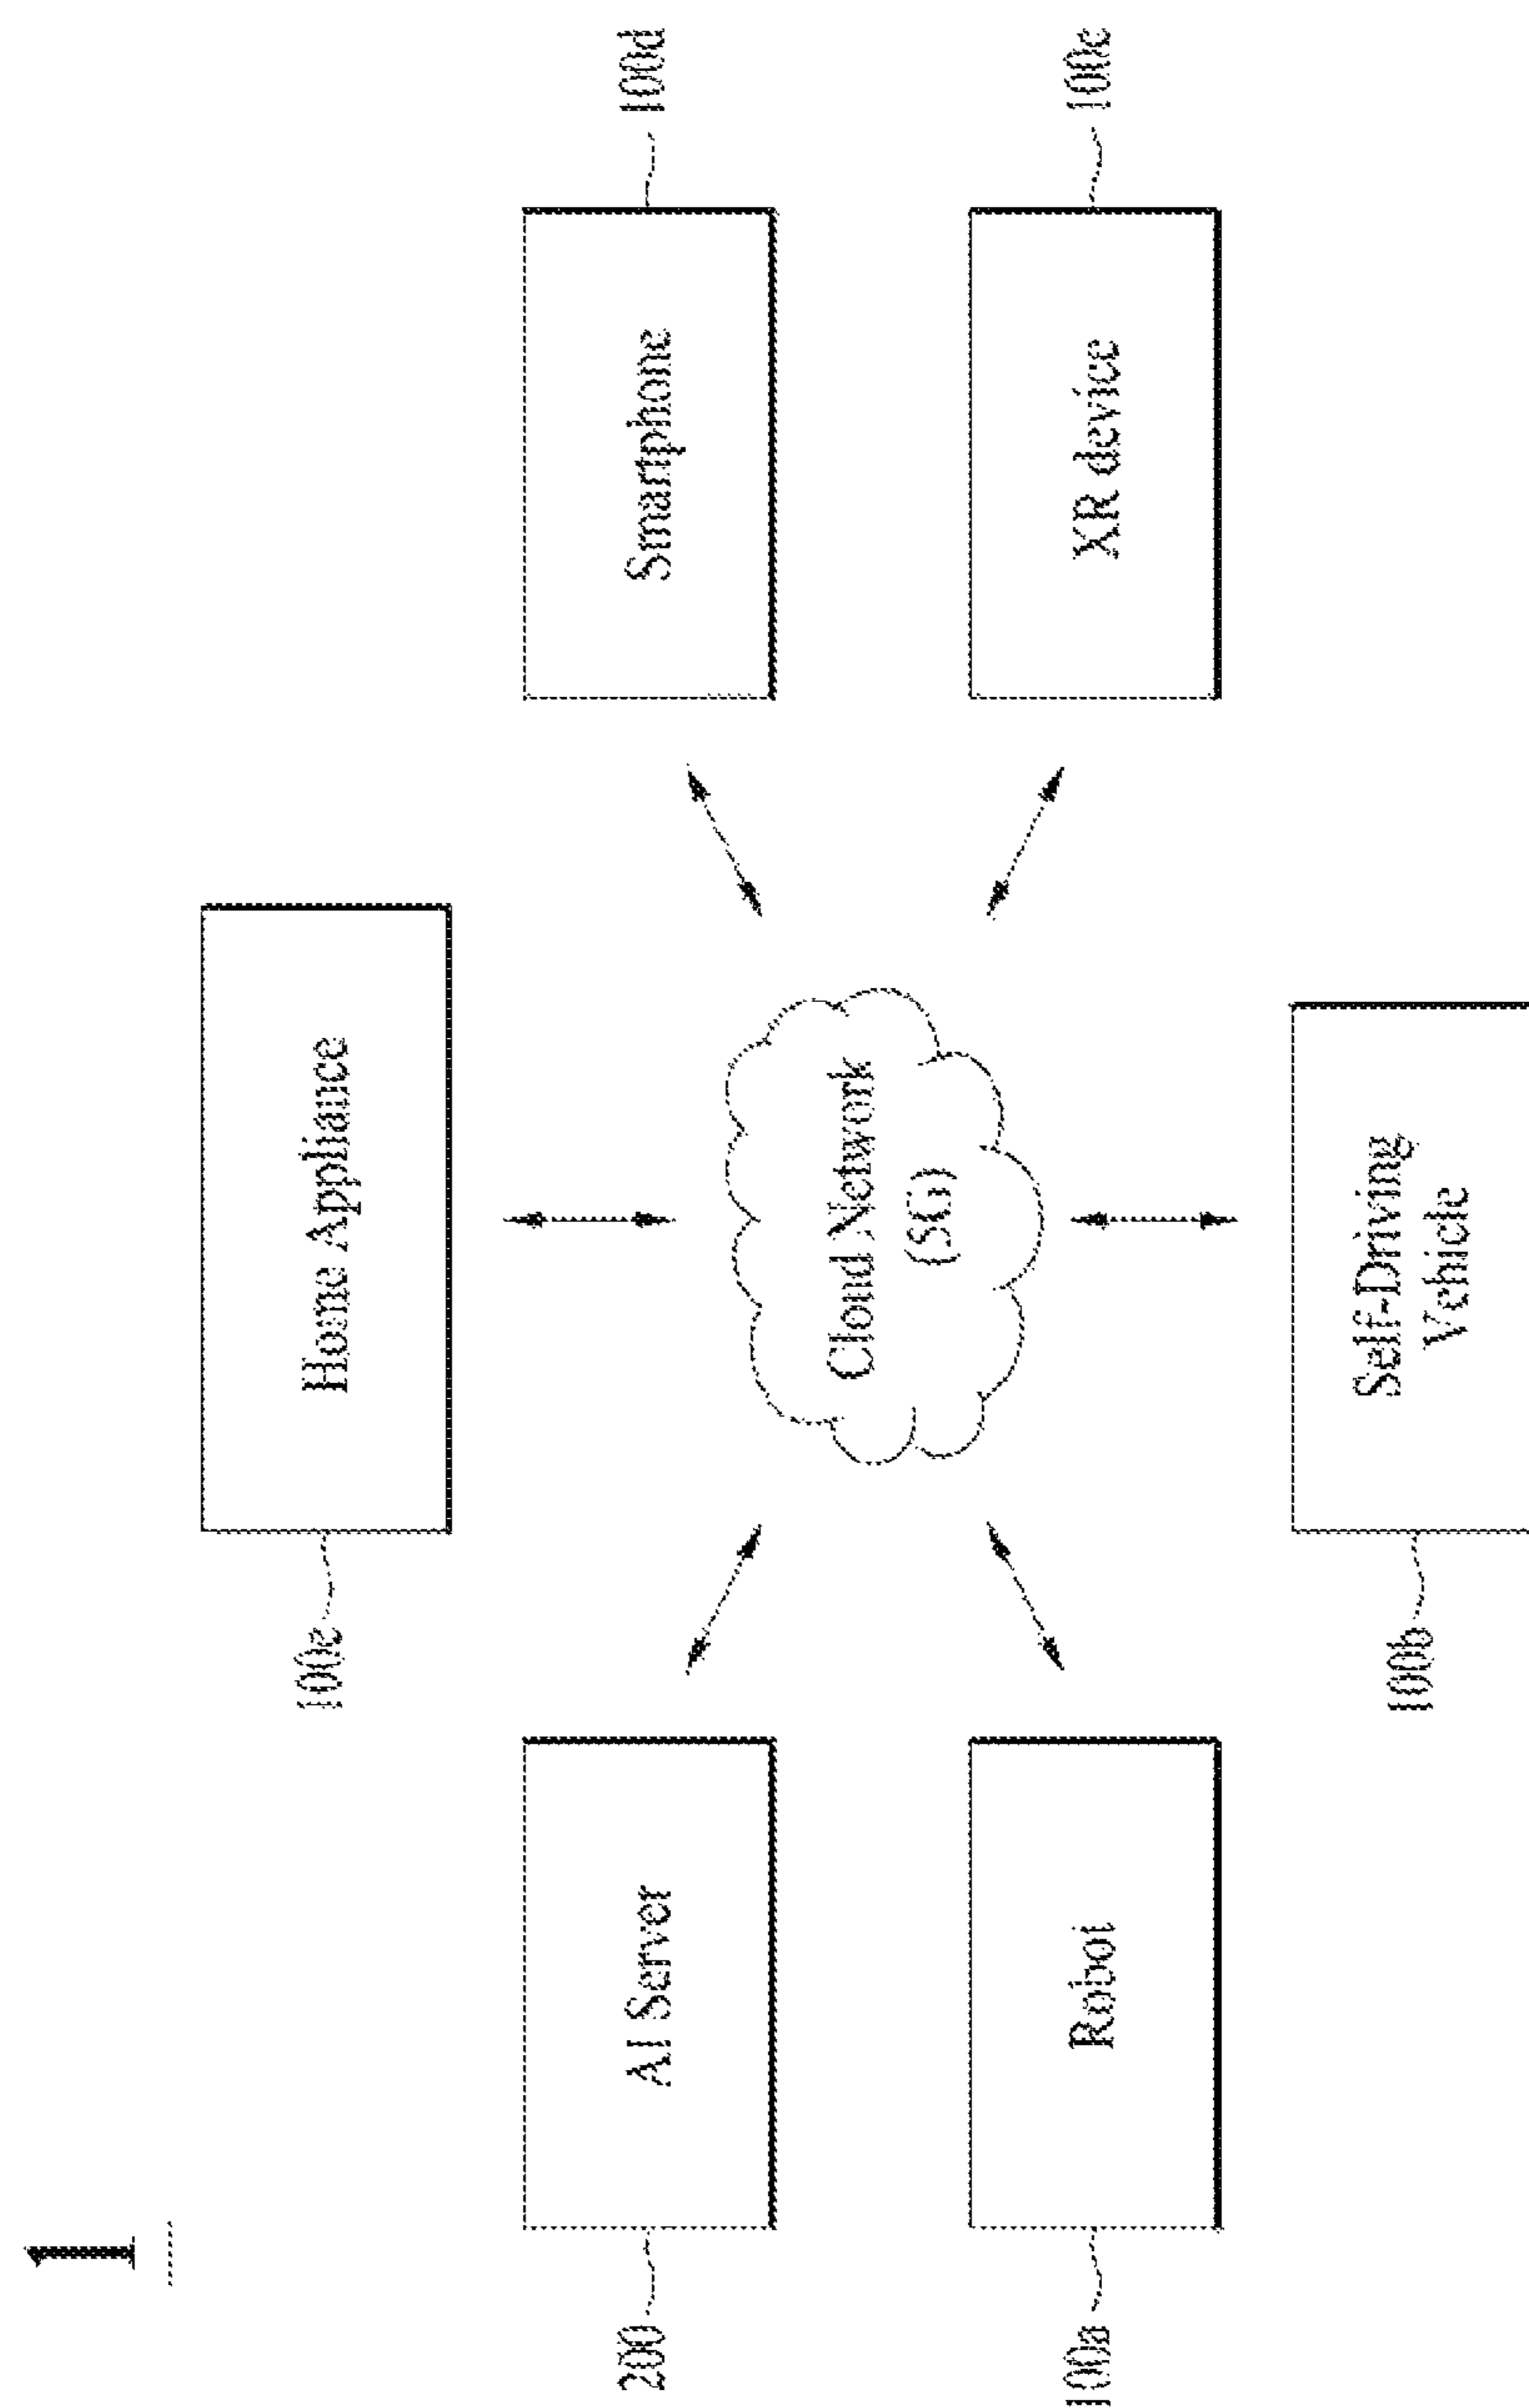 1
100e
Home Appliance
200
AI Server
Smartphone
100d
Cloud Network
(5G)
100a
Robot
XR device
100c
100b
Self-Driving
Vehicle